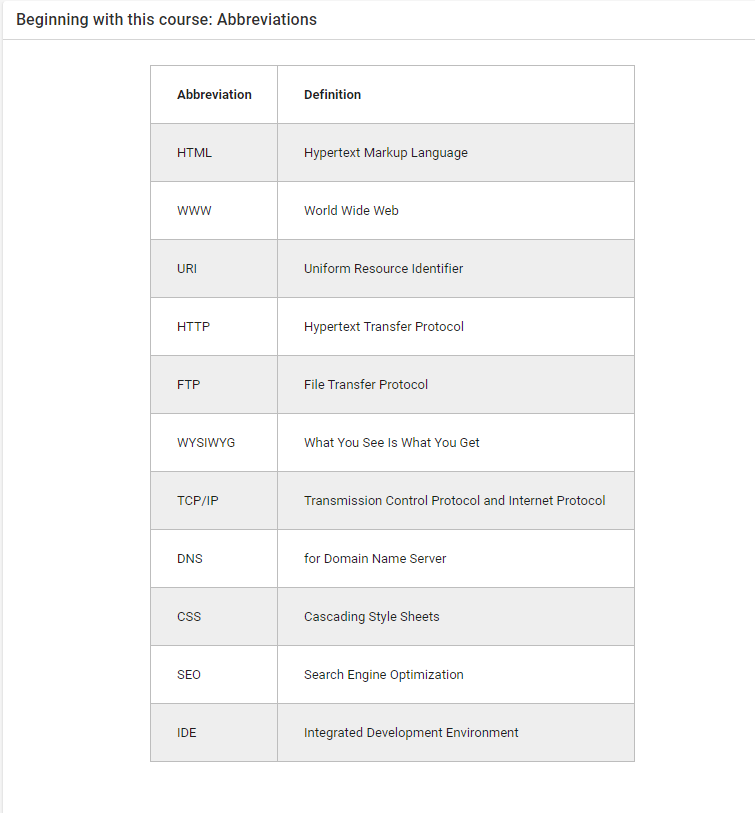 Beginning with this course: Abbreviations
Abbreviation Definition
HTML Hypertext Markup Language
WWW World Wide Web
URI Uniform Resource Identifier
HTTP Hypertext Transfer Protocol
FTP File Transfer Protocol
WYSIWYG What You See Is What You Get
TCP/IP Transmission Control Protocol and Internet Protocol
DNS for Domain Name Server
CSS Cascading Style Sheets
SEO Search Engine Optimization
IDE Integrated Development Environment